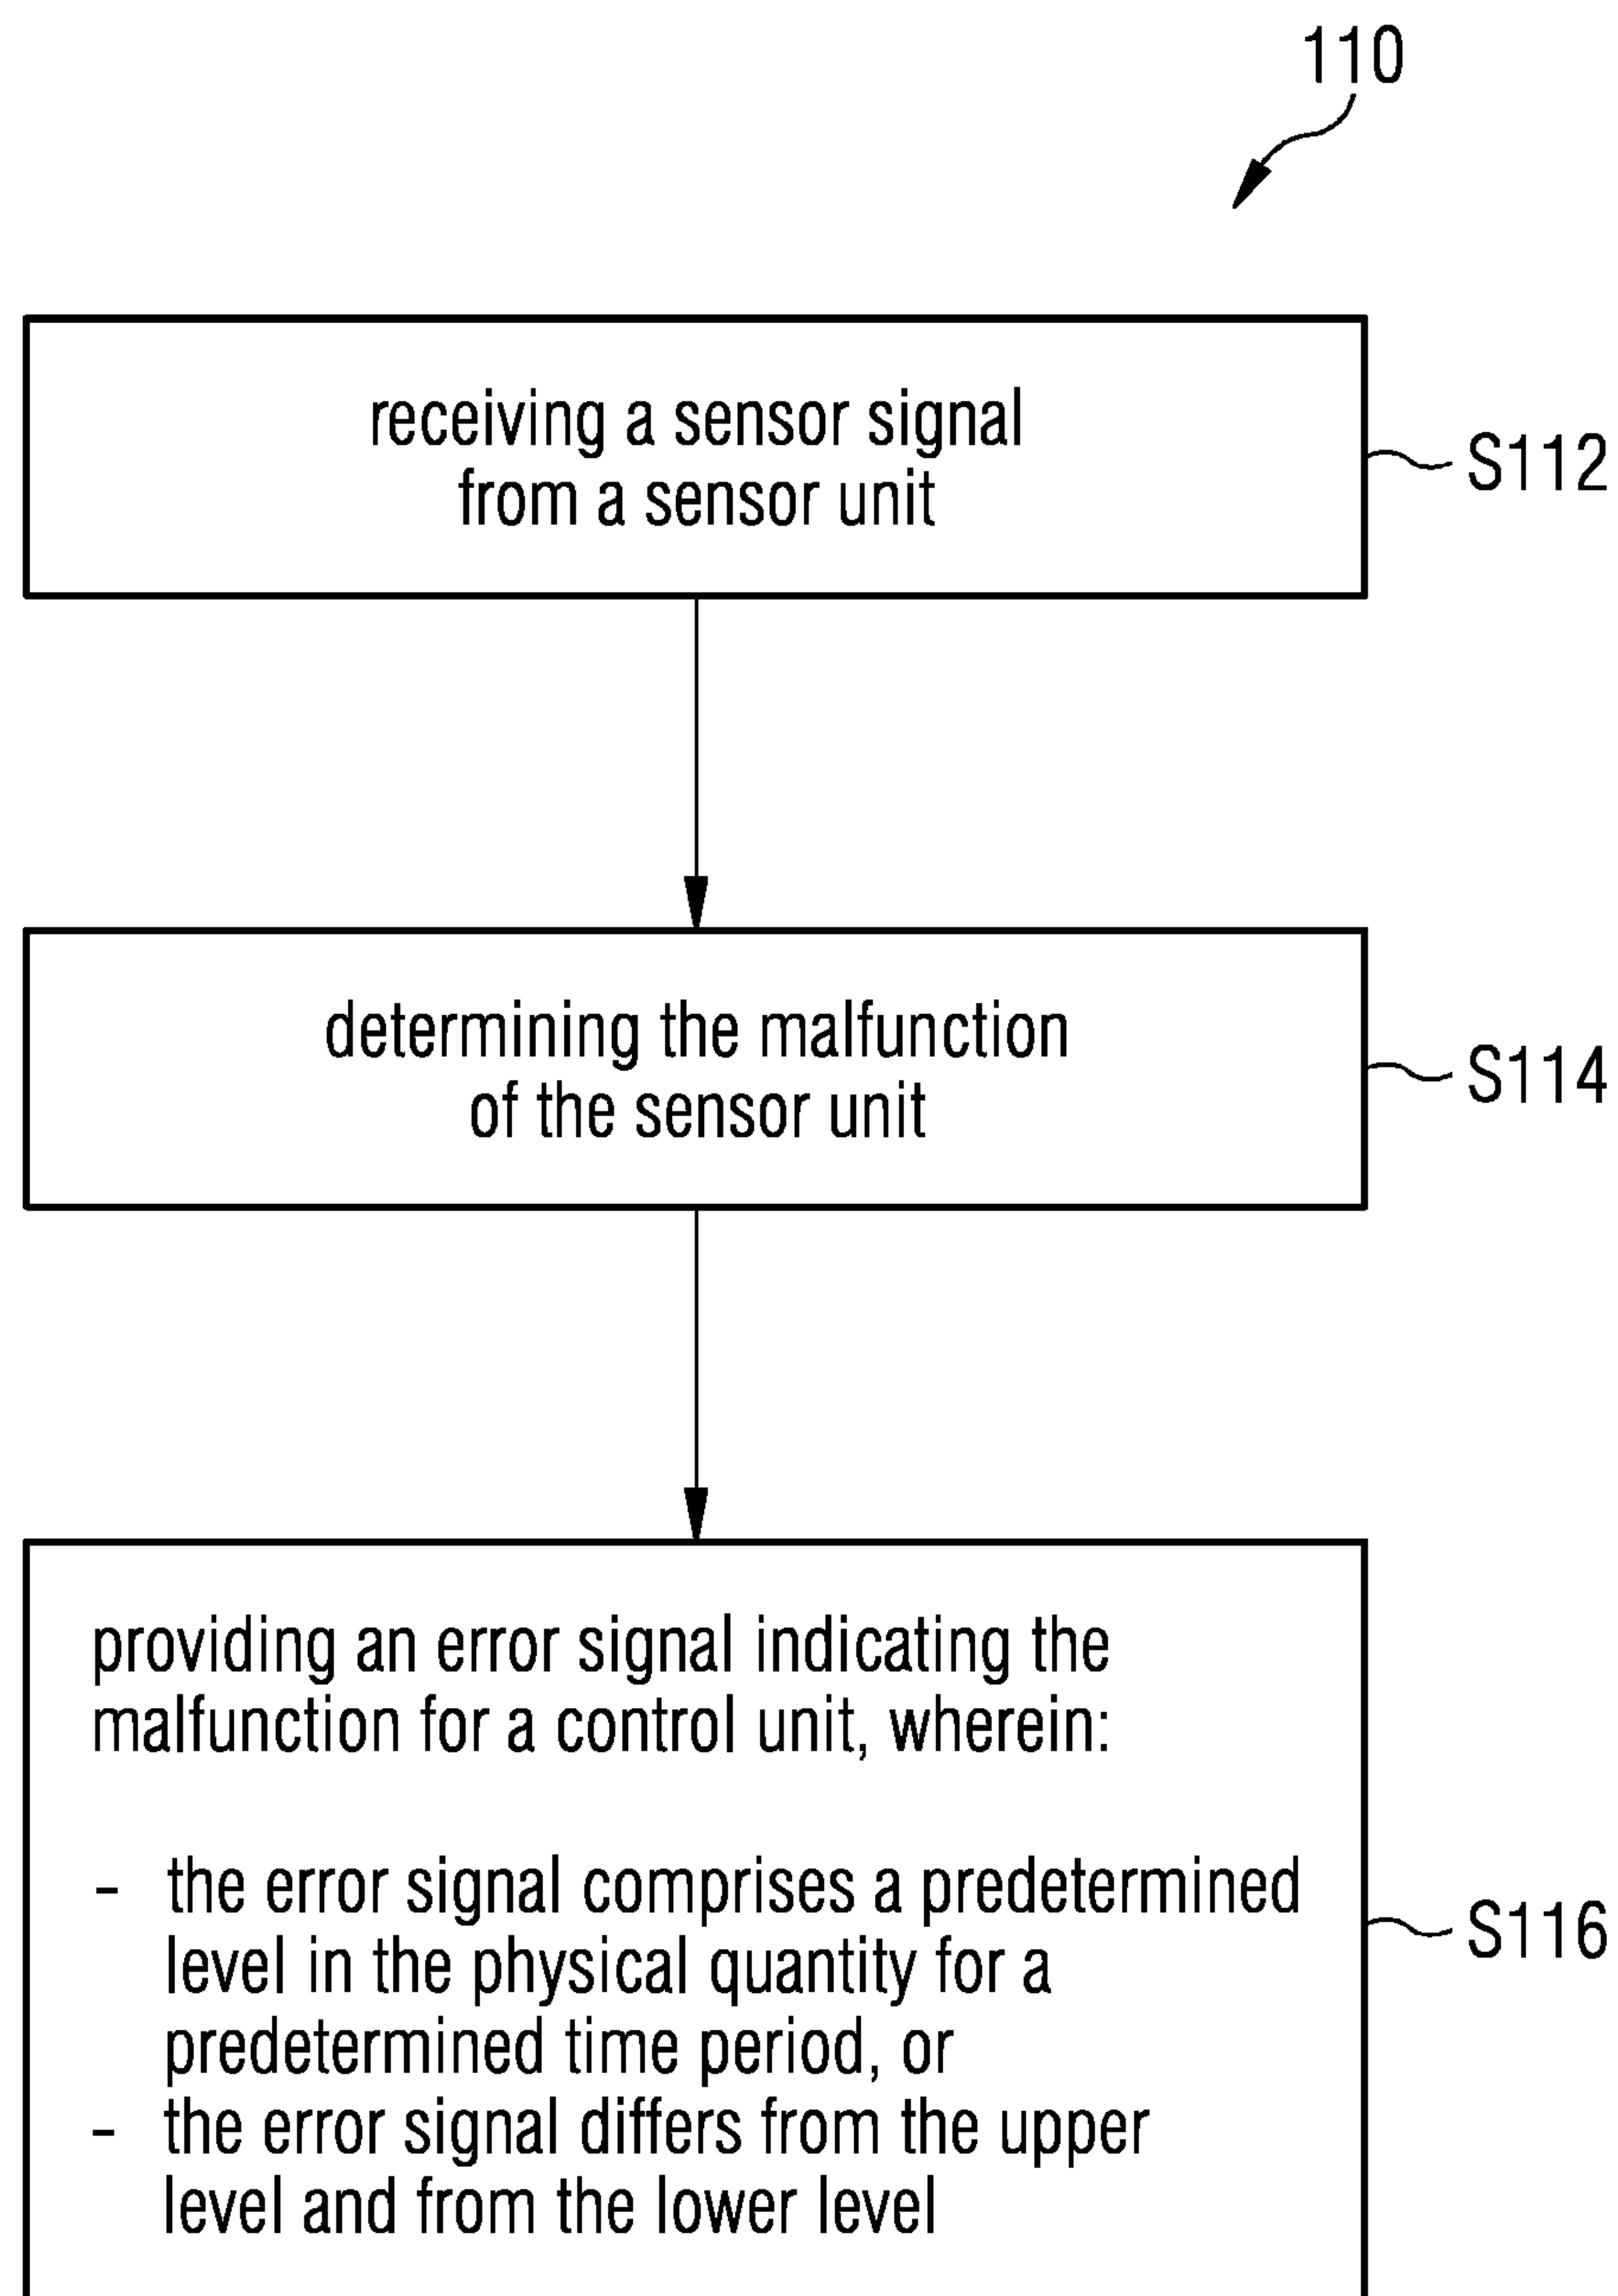 110
receiving a sensor signal
from a sensor unit
S112
determining the malfunction
of the sensor unit
S114
providing an error signal indicating the
malfunction for a control unit, wherein:
- the error signal comprises a predetermined
level in the physical quantity for a
predetermined time period, or
- the error signal differs from the upper
level and from the lower level
S116